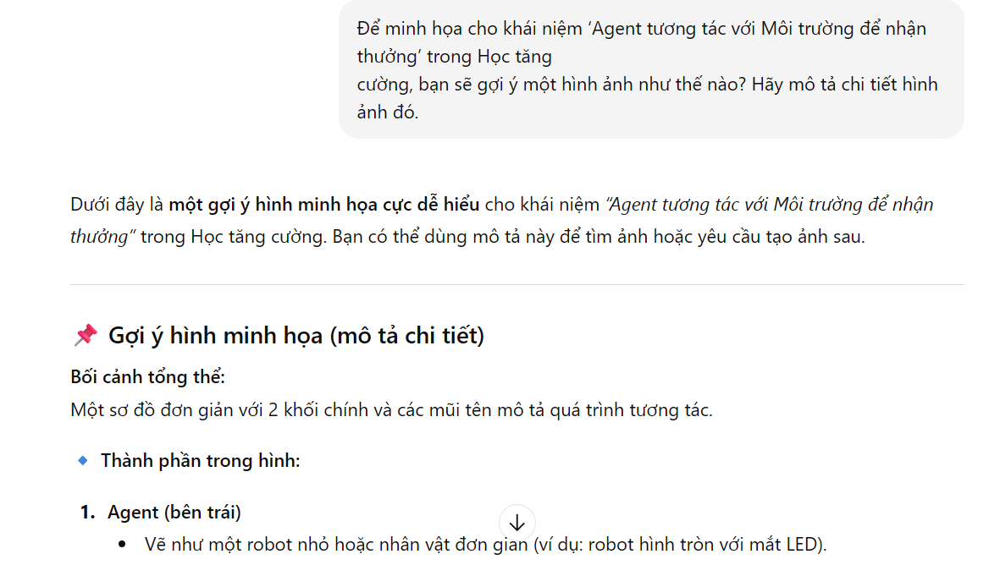 Để minh họa cho khái niệm ‘Agent tương tác với Môi trường để nhận
thưởng’ trong Học tăng
cường, bạn sẽ gợi ý một hình ảnh như thế nào? Hãy mô tả chi tiết hình
ảnh đó.
Dưới đây là một gợi ý hình minh họa cực dễ hiểu cho khái niệm “Agent tương tác với Môi trường để nhận
thưởng” trong Học tăng cường. Bạn có thể dùng mô tả này để tìm ảnh hoặc yêu cầu tạo ảnh sau.
Gợi ý hình minh họa (mô tả chi tiết)
Bối cảnh tổng thể:
Một sơ đồ đơn giản với 2 khối chính và các mũi tên mô tả quá trình tương tác.
Thành phần trong hình:
1. Agent (bên trái)
• Vẽ như một robot nhỏ hoặc nhân vật đơn giản (ví dụ: robot hình tròn với mắt LED).